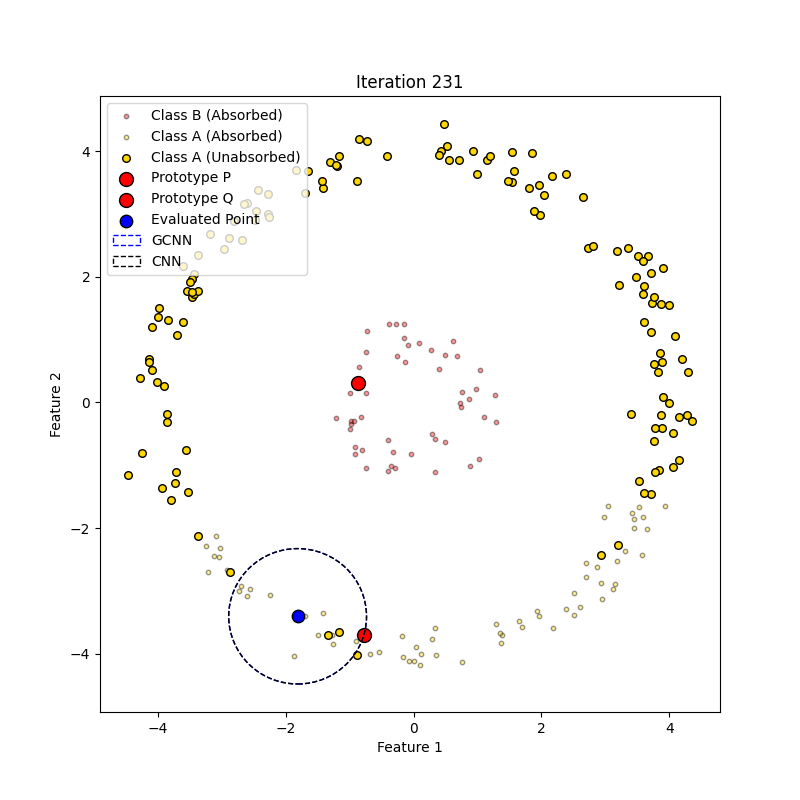 Iteration 231
Class B (Absorbed)
Class A (Absorbed)
Class A (Unabsorbed)
Prototype P
Prototype Q
Evaluated Point
GCNN
CNN
4
2
0
−2
−4
Feature 2
−4
−2
0
2
4
Feature 1